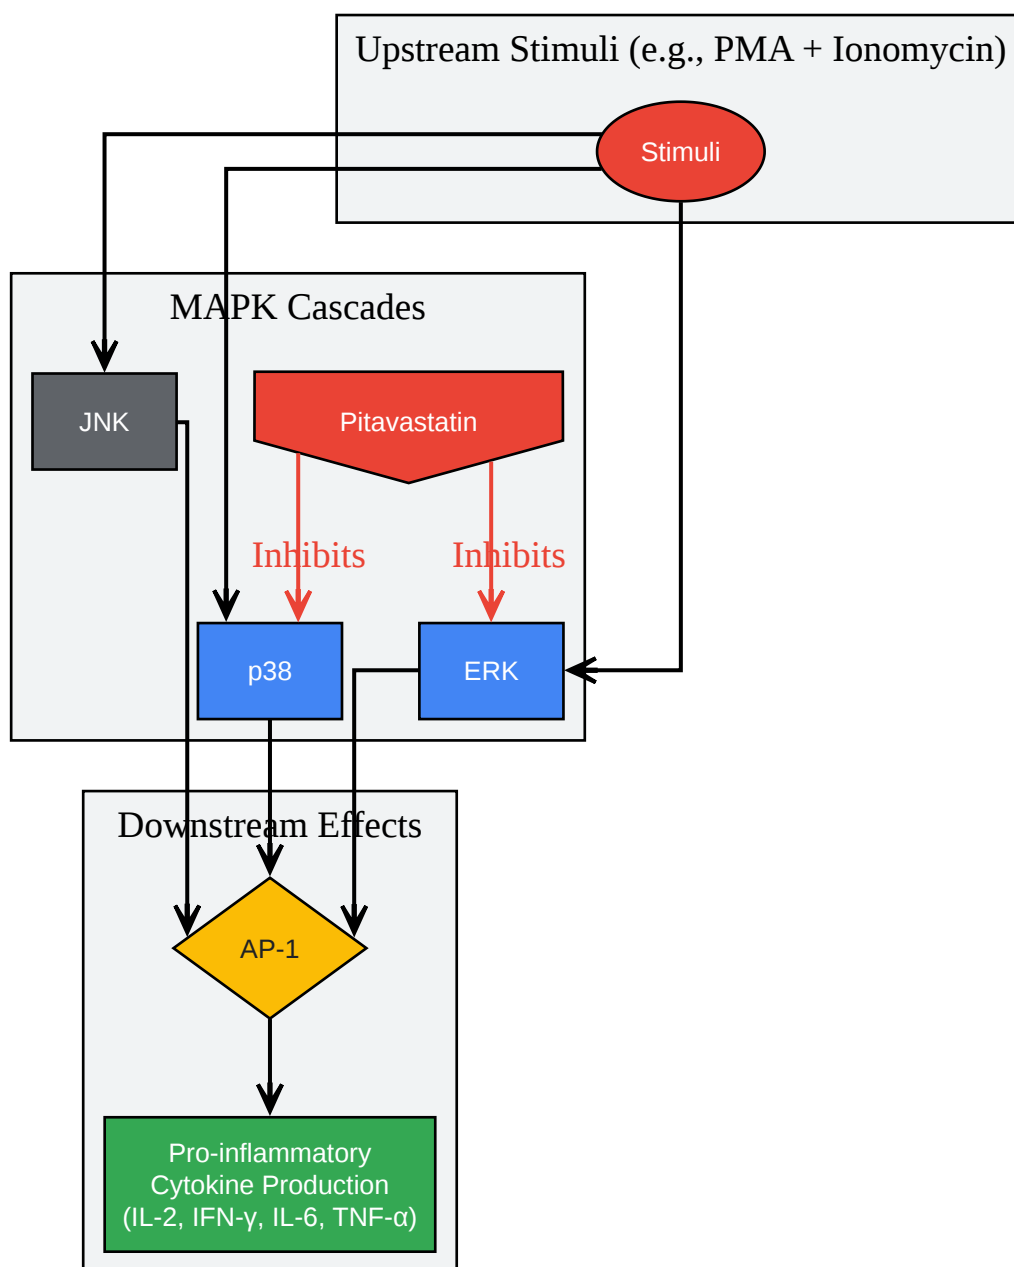 Upstream Stimuli (e.g., PMA + Ionomycin)
Stimuli
MAPK Cascades
JNK
Pitavastatin
Inhibits
Inhibits
p38
ERK
Downstream Effects
AP-1
Pro-inflammatory
Cytokine Production
(IL-2, IFN-γ, IL-6, TNF-α)